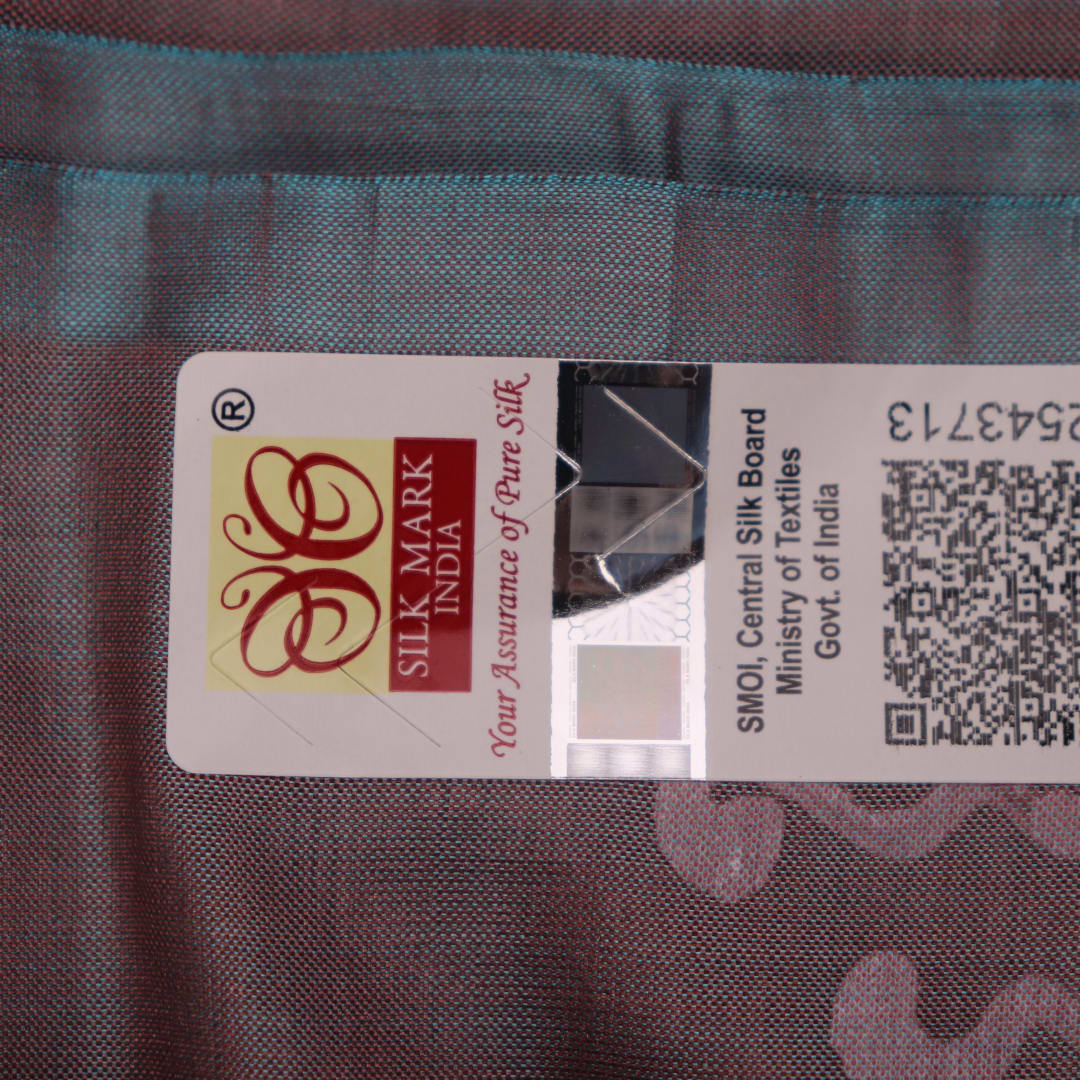 ®
SILK MARK
INDIA
Your Assurance of Pure Silk
SMOI, Central Silk Board
Ministry of Textiles
Govt. of India
2543713